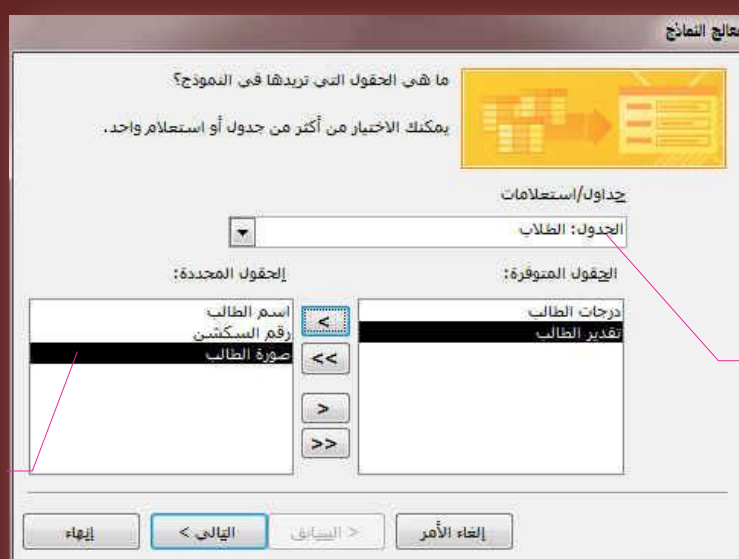 معالج النماذج
ما هي الحقول التي تريدها في النموذج؟
يمكنك الاختيار من أكثر من جدول أو استعلام واحد.
جداول/استعلامات
الجدول: الطلاب
الحقول المتوفرة:
الحقول المحددة:
درجات الطالب
تقدير الطالب
اسم الطالب
رقم السكشن
صورة الطالب
<
<<
>
>>
إلغاء الأمر
< السابق
التالي >
إنهاء